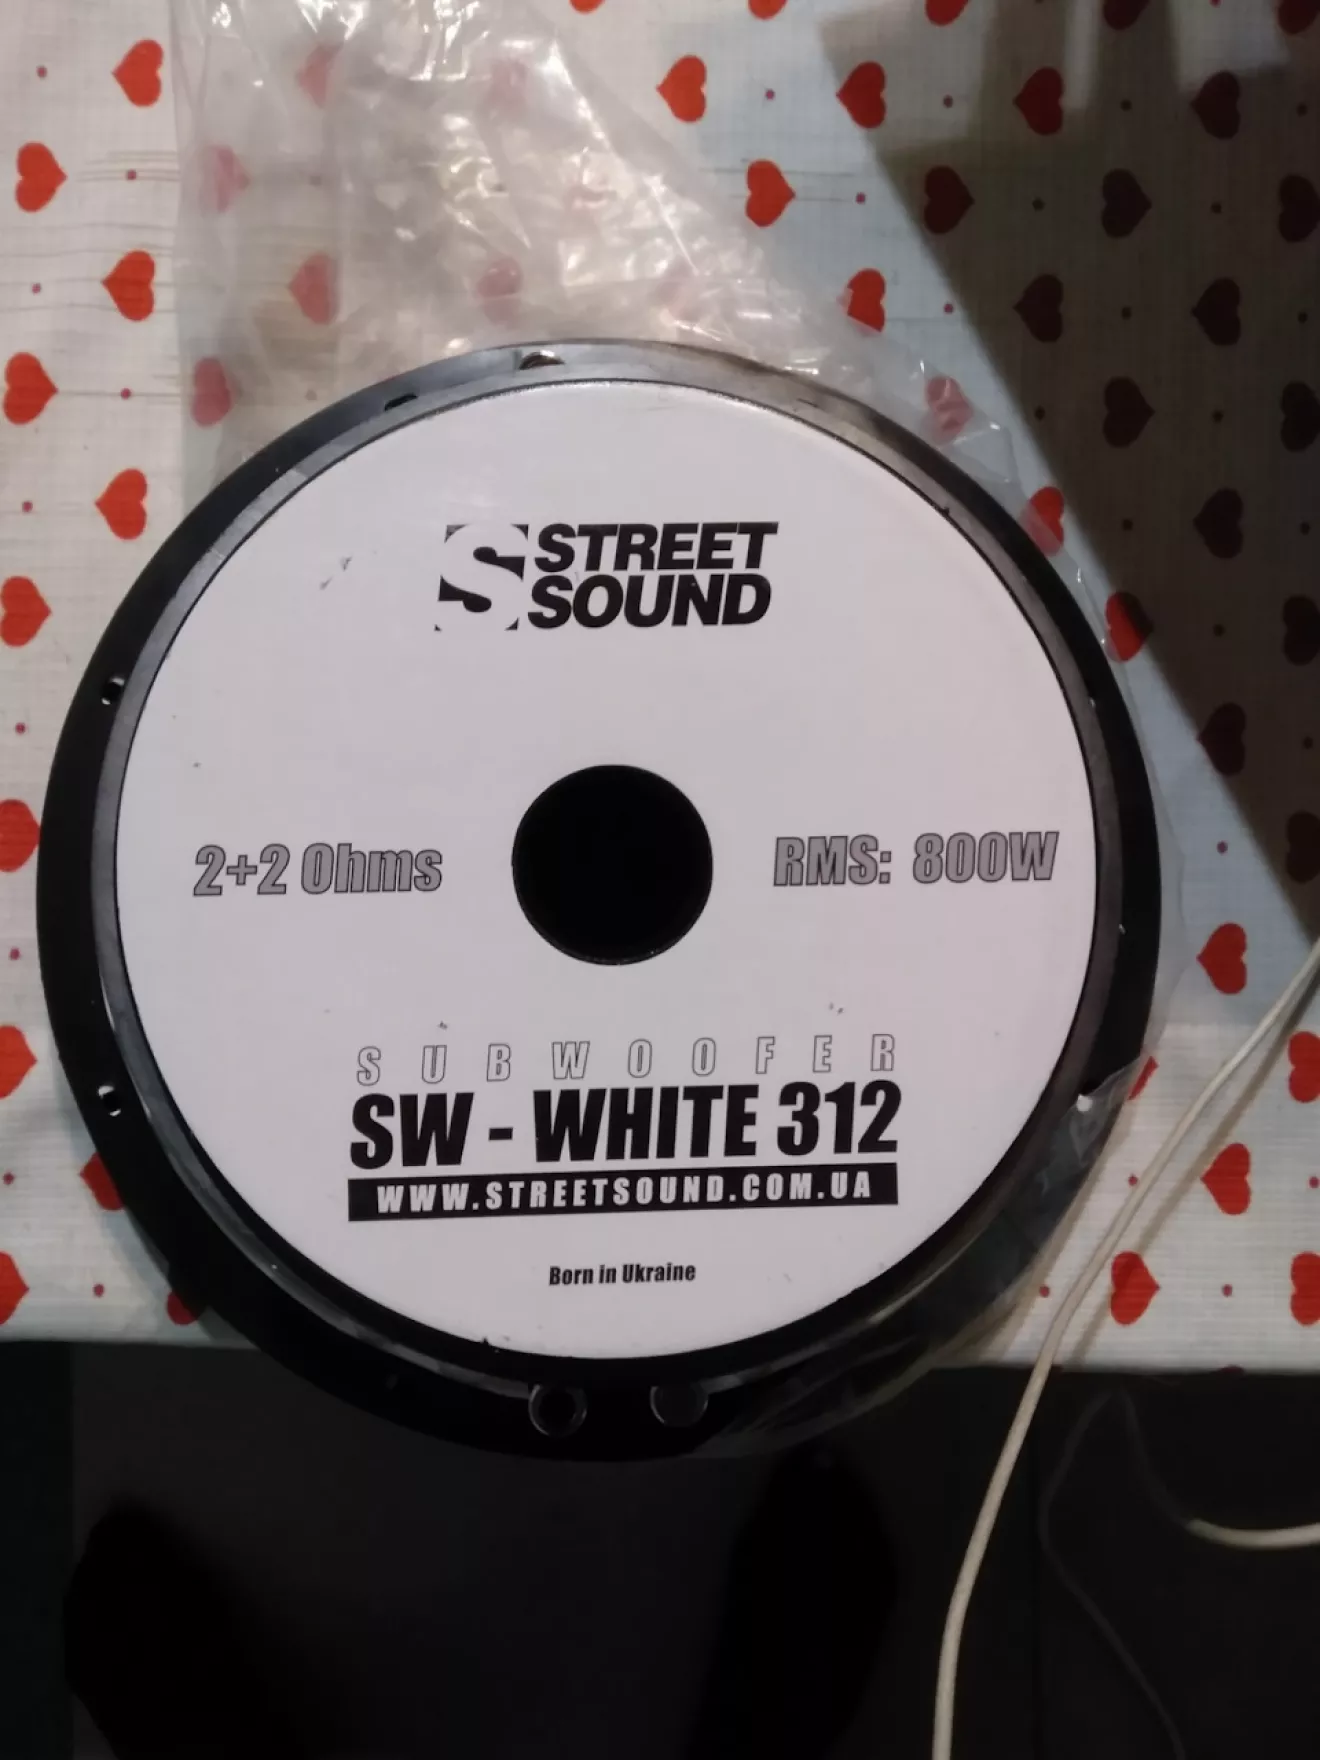 S STREET
SOUND
2+2 Ohms
RMS: 800W
SUBWOOFER
SW - WHITE 312
WWW.STREETSOUND.COM.UA
Born in Ukraine